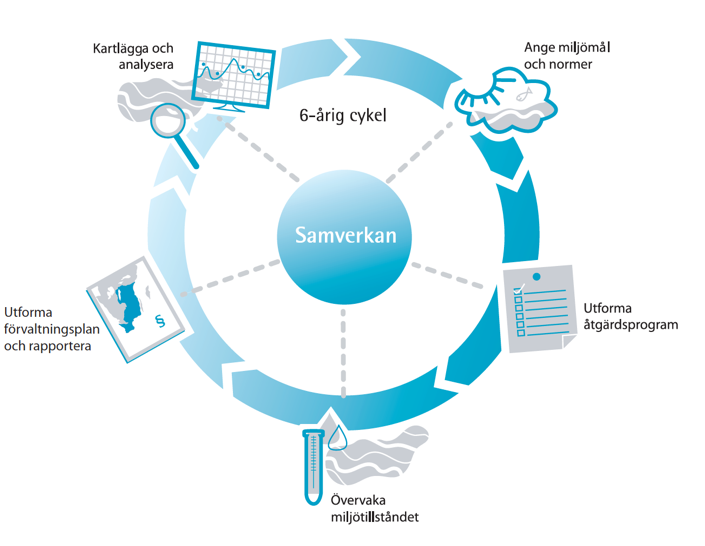 Kartlägga och
analysera
Ange miljömål
och normer
6-årig cykel
Samverkan
Utforma
förvaltningsplan
och rapportera
§
Utforma
åtgärdsprogram
Övervaka
miljötillståndet